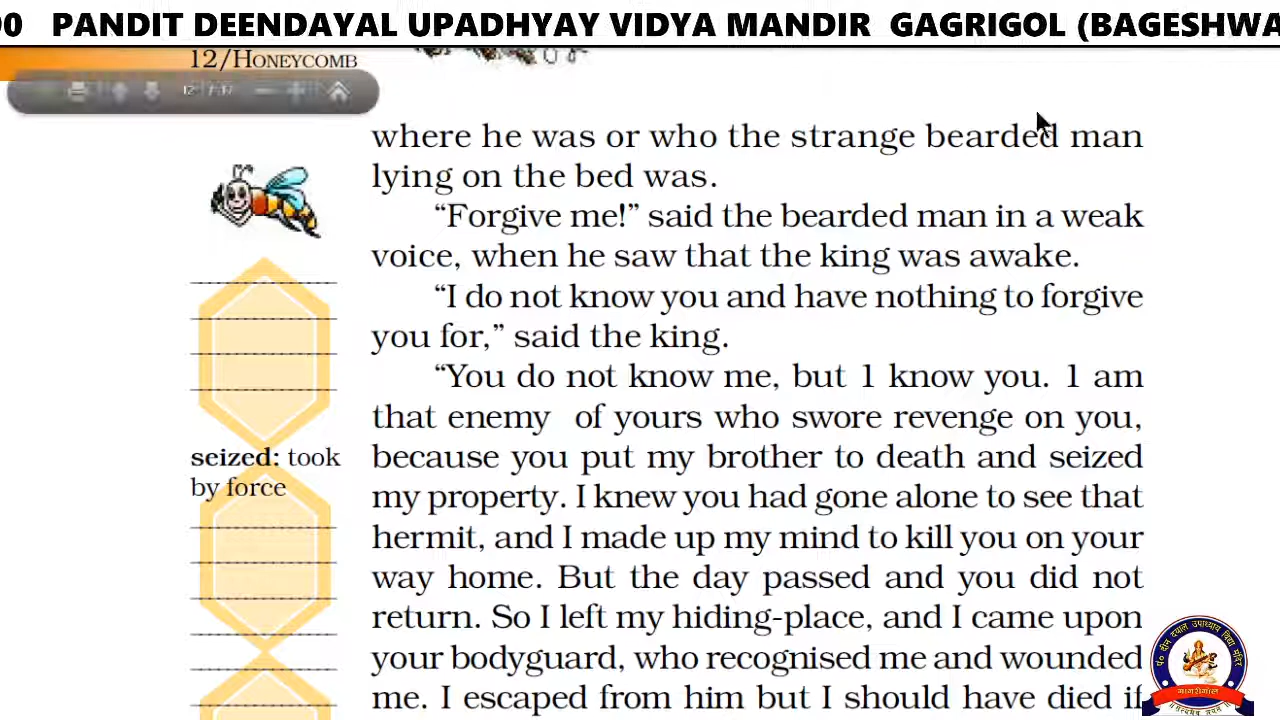 00 PANDIT DEENDAYAL UPADHYAY VIDYA MANDIR GAGRIGOL (BAGESHWA
12/HONEYCOMB
where he was or who the strange bearded man
lying on the bed was.
“Forgive me!” said the bearded man in a weak
voice, when he saw that the king was awake.
“I do not know you and have nothing to forgive
you for,” said the king.
“You do not know me, but 1 know you. 1 am
that enemy of yours who swore revenge on you,
because you put my brother to death and seized
my property. I knew you had gone alone to see that
hermit, and I made up my mind to kill you on your
way home. But the day passed and you did not
return. So I left my hiding-place, and I came upon
your bodyguard, who recognised me and wounded
me. I escaped from him but I should have died if
seized: took
by force
पं० दीन दयाल उपाध्याय विद्या मंदिर
गागरीगोल